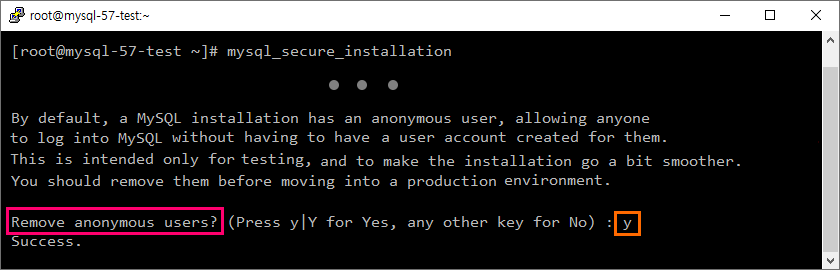 root@mysql-57-test:~
[root@mysql-57-test ~]# mysql_secure_installation
By default, a MySQL installation has an anonymous user, allowing anyone
to log into MySQL without having to have a user account created for them.
This is intended only for testing, and to make the installation go a bit smoother.
You should remove them before moving into a production environment.
Remove anonymous users? (Press y|Y for Yes, any other key for No) : y
Success.